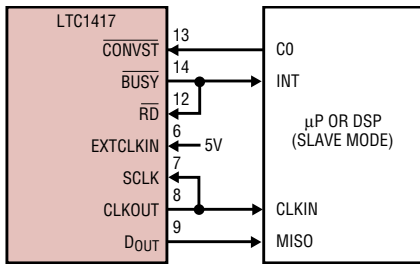 LTC1417
CONVST 13 C0
BUSY 14 INT
RD 12
µP OR DSP
(SLAVE MODE)
EXTCLKIN 6 5V
SCLK 7
CLKOUT 8 CLKIN
DOUT 9 MISO